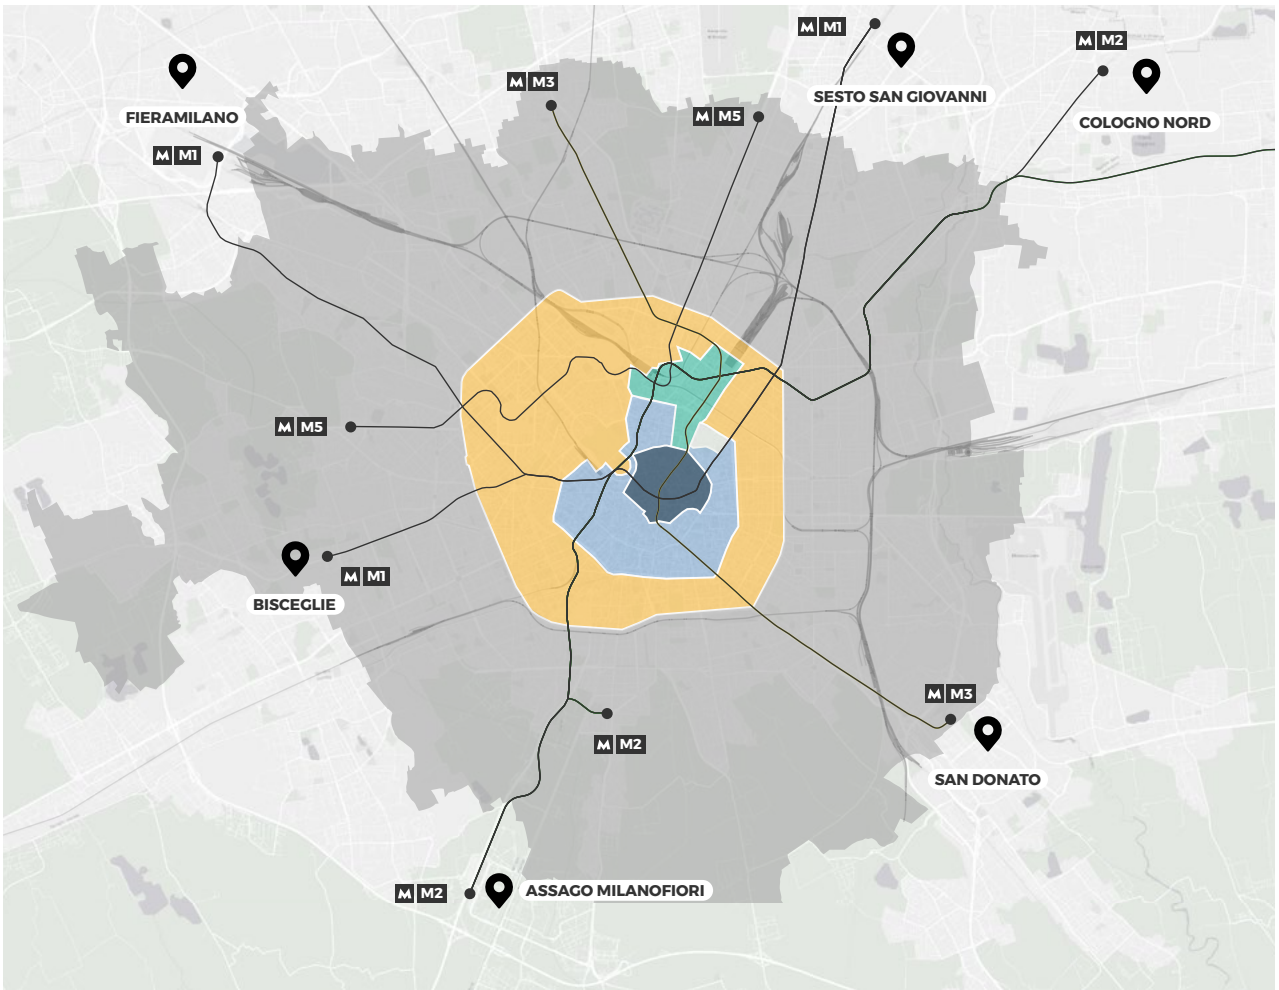 M M1
SESTO SAN GIOVANNI
M M2
COLOGNO NORD
FIERAMILANO
M M1
M M3
M M5
M M5
BISCEGLIE
M M1
M M3
SAN DONATO
M M2
M M2
ASSAGO MILANOFIORI